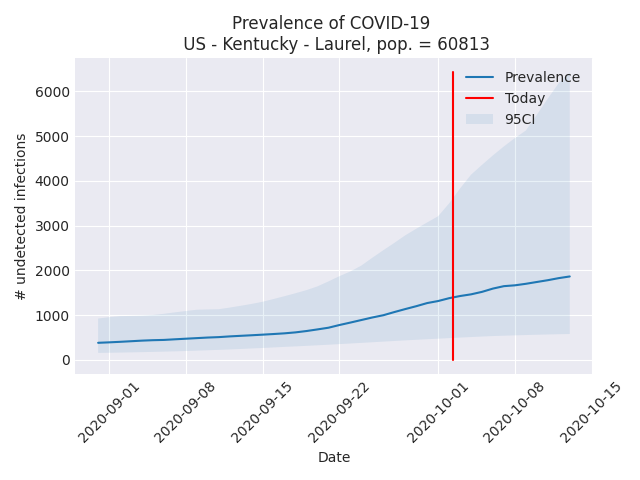 Prevalence of COVID-19
US - Kentucky - Laurel, pop. = 60813
Prevalence
Today
95CI
6000
5000
4000
3000
2000
1000
0
# undetected infections
2020-09-01
2020-09-08
2020-09-15
2020-09-22
2020-10-01
2020-10-08
2020-10-15
Date